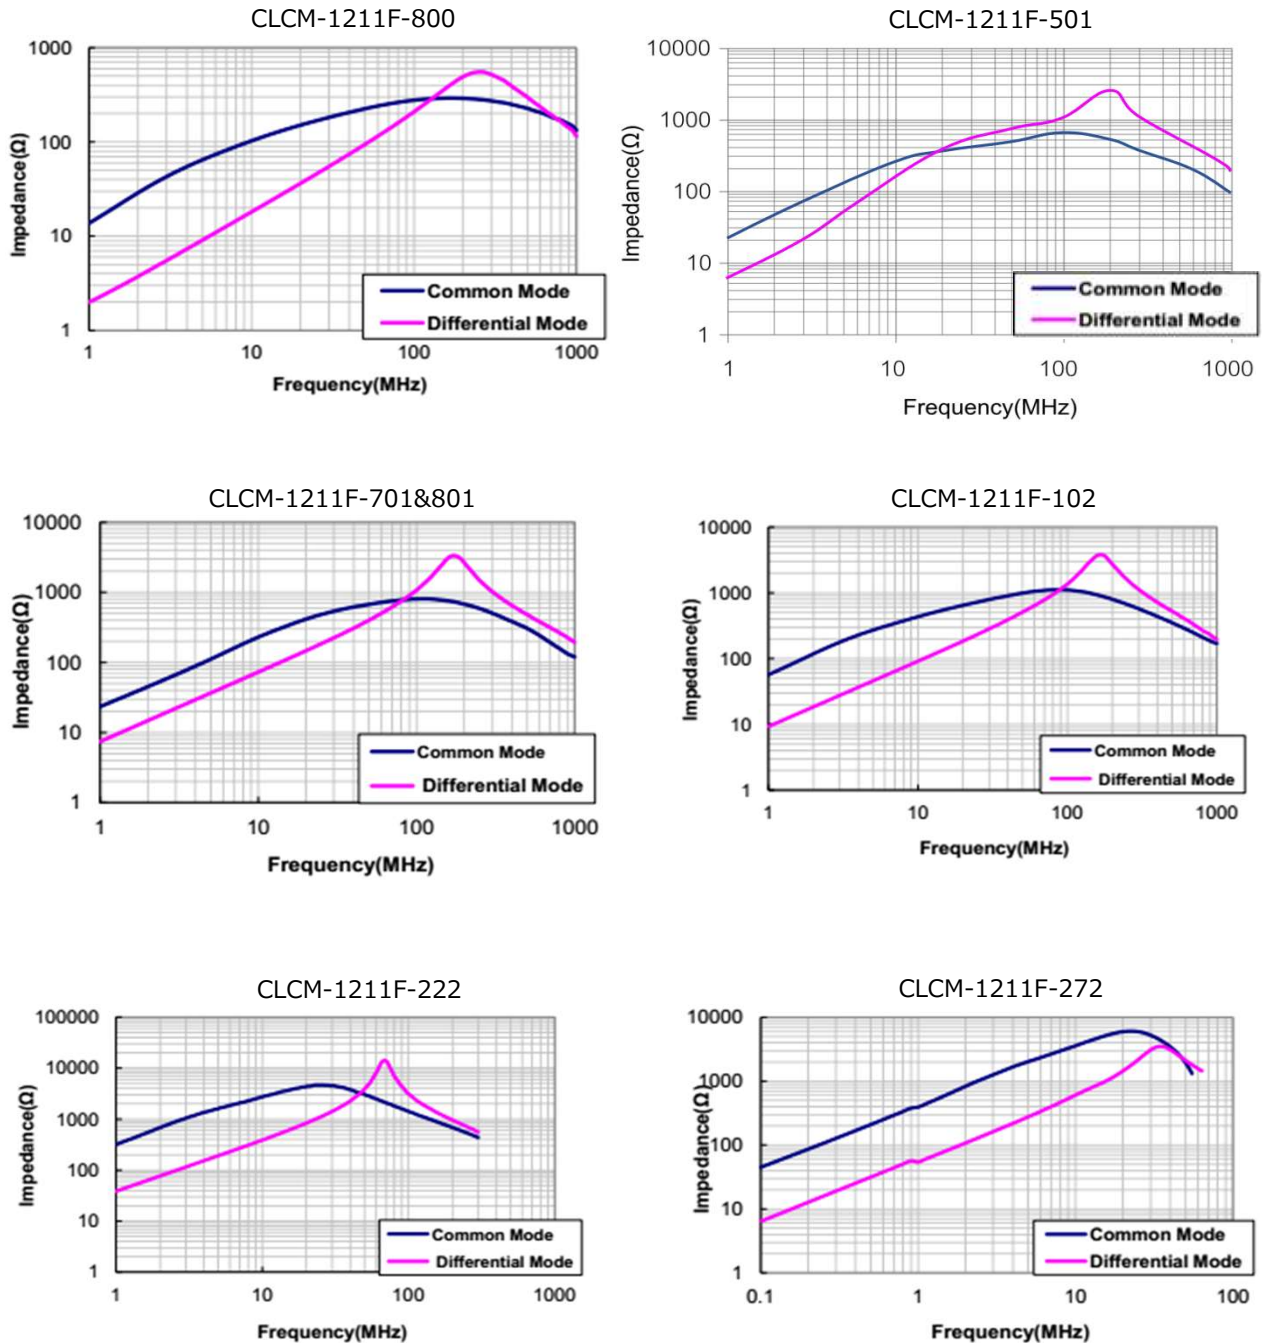 CLCM-1211F-800
1000
100
10
1
Impedance(Ω)
1 10 100 1000
Frequency(MHz)
Common Mode
Differential Mode
CLCM-1211F-501
10000
1000
100
10
1
Impedance(Ω)
1 10 100 1000
Frequency(MHz)
Common Mode
Differential Mode
CLCM-1211F-701&801
10000
1000
100
10
1
Impedance(Ω)
1 10 100 1000
Frequency(MHz)
Common Mode
Differential Mode
CLCM-1211F-102
10000
1000
100
10
1
Impedance(Ω)
1 10 100 1000
Frequency(MHz)
Common Mode
Differential Mode
CLCM-1211F-222
100000
10000
1000
100
10
1
Impedance(Ω)
1 10 100 1000
Frequency(MHz)
Common Mode
Differential Mode
CLCM-1211F-272
10000
1000
100
10
1
Impedance(Ω)
0.1 1 10 100
Frequency(MHz)
Common Mode
Differential Mode